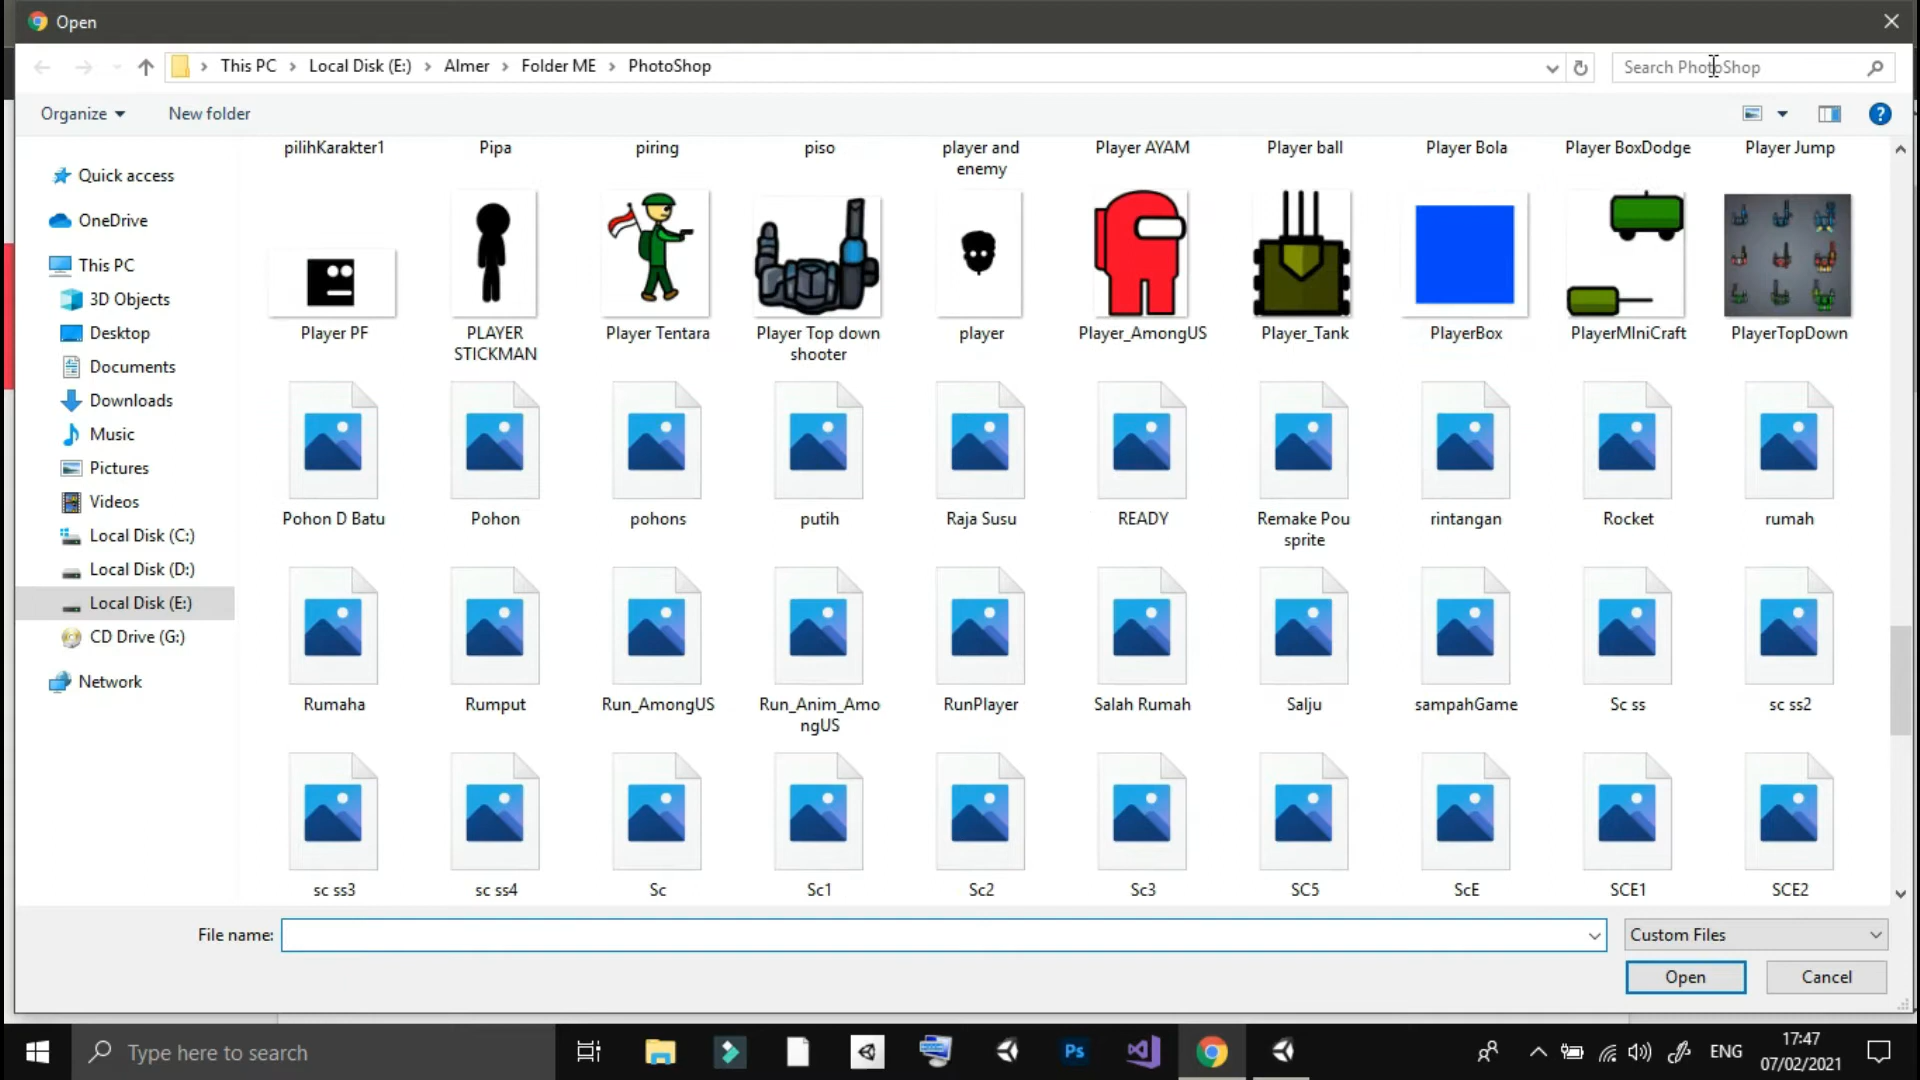 Open
This PC
Local Disk (E:)
Almer
Folder ME
PhotoShop
Search PhotoShop
Organize
New folder
Quick access
OneDrive
This PC
3D Objects
Desktop
Documents
Downloads
Music
Pictures
Videos
Local Disk (C:)
Local Disk (D:)
Local Disk (E:)
CD Drive (G:)
Network
pilihKarakter1
Pipa
piring
piso
player and
enemy
Player AYAM
Player ball
Player Bola
Player BoxDodge
Player Jump
Player PF
PLAYER
STICKMAN
Player Tentara
Player Top down
shooter
player
Player_AmongUS
Player_Tank
PlayerBox
PlayerMIniCraft
PlayerTopDown
Pohon D Batu
Pohon
pohons
putih
Raja Susu
READY
Remake Pou
sprite
rintangan
Rocket
rumah
Rumaha
Rumput
Run_AmongUS
Run_Anim_Amo
ngUS
RunPlayer
Salah Rumah
Salju
sampahGame
Sc ss
sc ss2
sc ss3
sc ss4
Sc
Sc1
Sc2
Sc3
SC5
ScE
SCE1
SCE2
File name:
Custom Files
Open
Cancel
Type here to search
Ps
ENG
17:47
07/02/2021